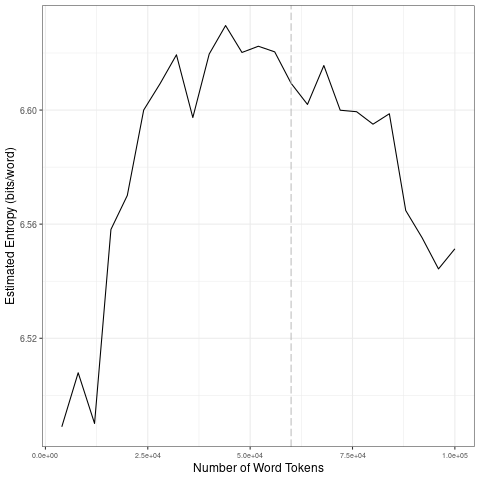 Estimated Entropy (bits/word)
6.60
6.56
6.52
0.0e+00 2.5e+04 5.0e+04 7.5e+04 1.0e+05
Number of Word Tokens